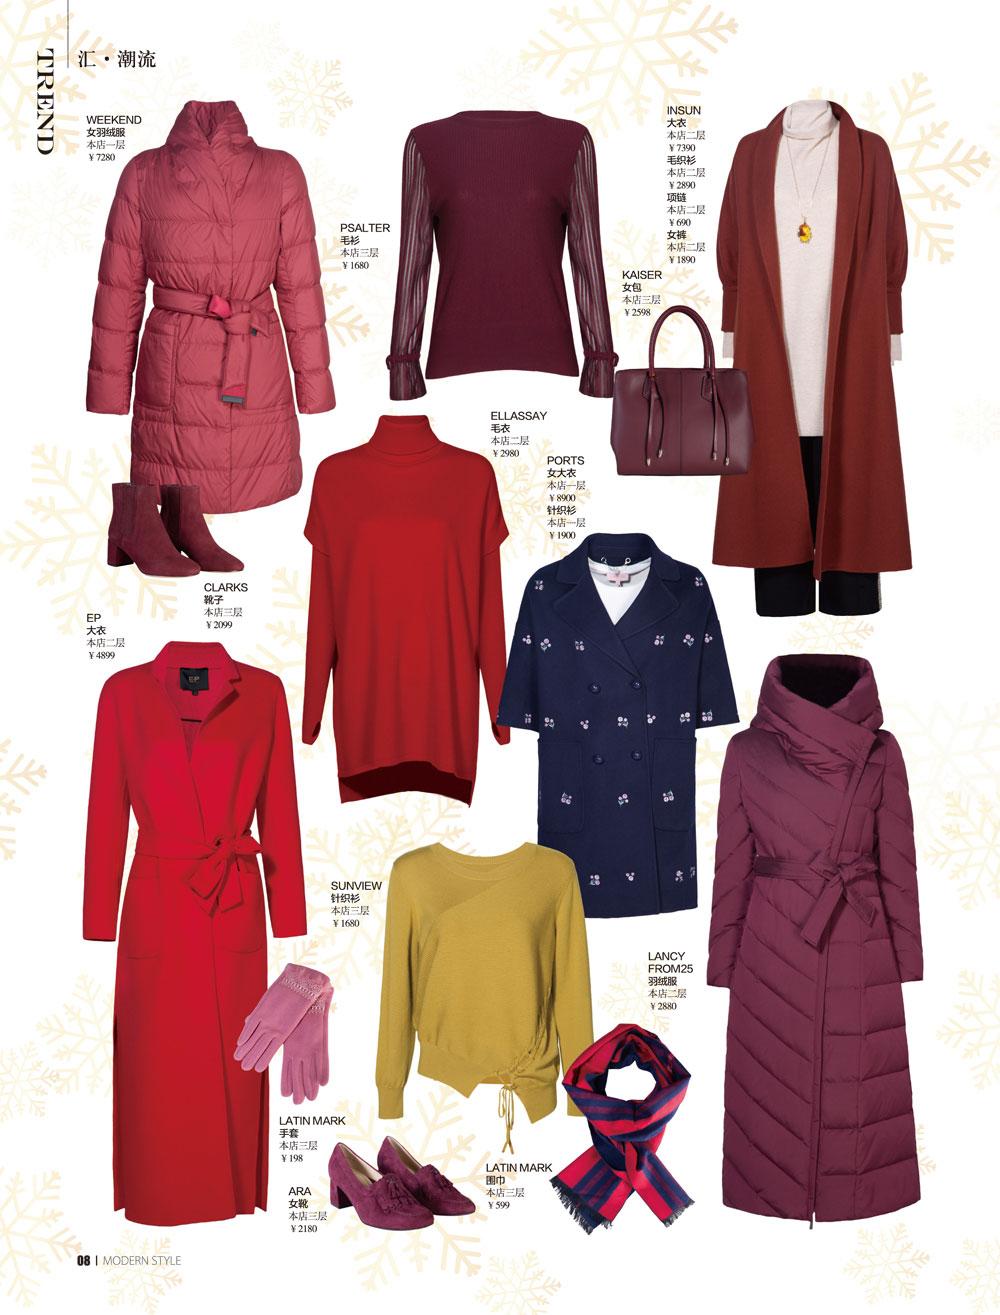 TREND
汇·潮流
WEEKEND
女羽绒服
本店一层
￥7280
PSALTER
毛衫
本店三层
￥1680
INSUN
大衣
本店二层
￥7390
毛织衫
本店二层
￥2890
项链
本店二层
￥690
女裤
本店二层
￥1890
KAISER
女包
本店三层
￥2598
ELLASSAY
毛衣
本店二层
￥2980
PORTS
女大衣
本店一层
￥8900
针织衫
本店一层
￥1900
CLARKS
靴子
本店三层
￥2099
EP
大衣
本店二层
￥4899
EP
SUNVIEW
针织衫
本店三层
￥1680
LANCY
FROM25
羽绒服
本店二层
￥2880
LATIN MARK
手套
本店三层
￥198
ARA
女靴
本店三层
￥2180
LATIN MARK
围巾
本店三层
￥599
08 | MODERN STYLE